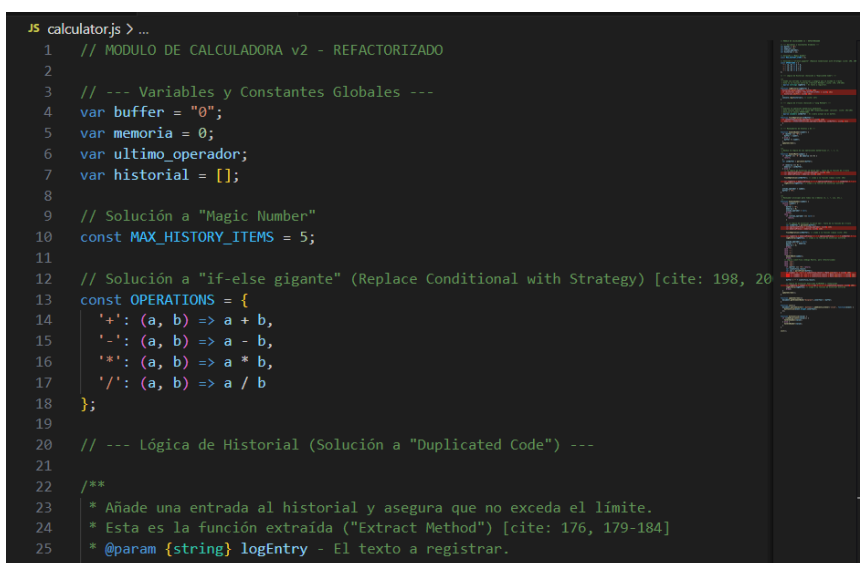 JS calculator.js > ...
1 // MODULO DE CALCULADORA v2 - REFACTORIZADO
2
3 // --- Variables y Constantes Globales ---
4 var buffer = "0";
5 var memoria = 0;
6 var ultimo_operador;
7 var historial = [];
8
9 // Solución a "Magic Number"
10 const MAX_HISTORY_ITEMS = 5;
11
12 // Solución a "if-else gigante" (Replace Conditional with Strategy) [cite: 198, 20
13 const OPERATIONS = {
14 '+': (a, b) => a + b,
15 '-': (a, b) => a - b,
16 '*': (a, b) => a * b,
17 '/': (a, b) => a / b
18 };
19
20 // --- Lógica de Historial (Solución a "Duplicated Code") ---
21
22 /**
23 * Añade una entrada al historial y asegura que no exceda el límite.
24 * Esta es la función extraída ("Extract Method") [cite: 176, 179-184]
25 * @param {string} logEntry - El texto a registrar.